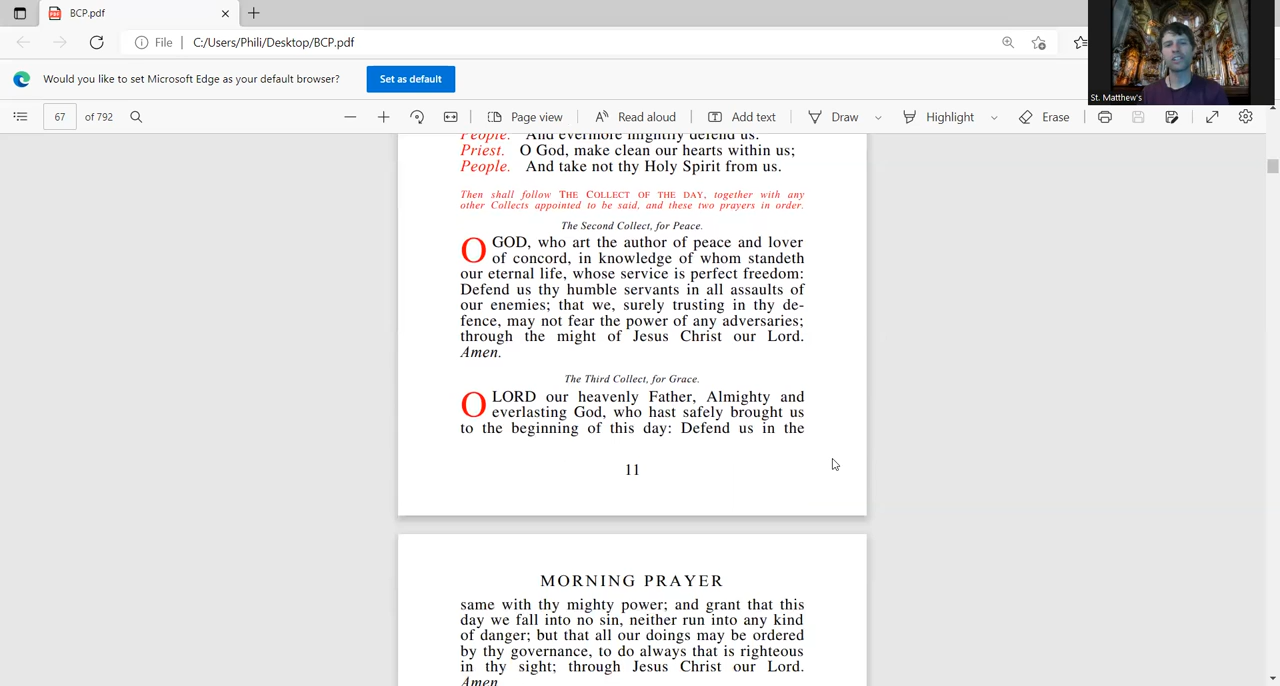 BCP.pdf
File
C:/Users/Phili/Desktop/BCP.pdf
Would you like to set Microsoft Edge as your default browser?
Set as default
St. Matthew's
67 of 792
Page view
Read aloud
Add text
Draw
Highlight
Erase
People. And evermore mightily defend us.
Priest. O God, make clean our hearts within us;
People. And take not thy Holy Spirit from us.
Then shall follow THE COLLECT OF THE DAY, together with any
other Collects appointed to be said, and these two prayers in order.
The Second Collect, for Peace.
O GOD, who art the author of peace and lover
of concord, in knowledge of whom standeth
our eternal life, whose service is perfect freedom:
Defend us thy humble servants in all assaults of
our enemies; that we, surely trusting in thy de-
fence, may not fear the power of any adversaries;
through the might of Jesus Christ our Lord.
Amen.
The Third Collect, for Grace.
O LORD our heavenly Father, Almighty and
everlasting God, who hast safely brought us
to the beginning of this day: Defend us in the
11
MORNING PRAYER
same with thy mighty power; and grant that this
day we fall into no sin, neither run into any kind
of danger; but that all our doings may be ordered
by thy governance, to do always that is righteous
in thy sight; through Jesus Christ our Lord.
Amen.